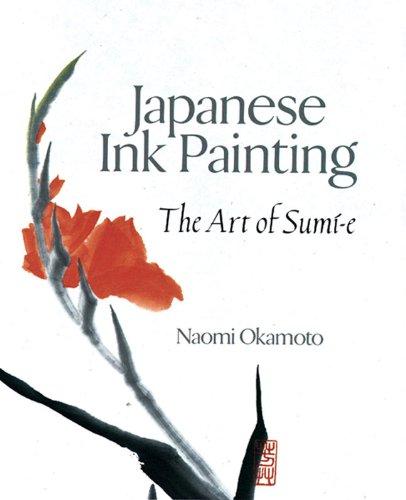 Japanese
Ink Painting
The Art of Sumi-e
Naomi Okamoto